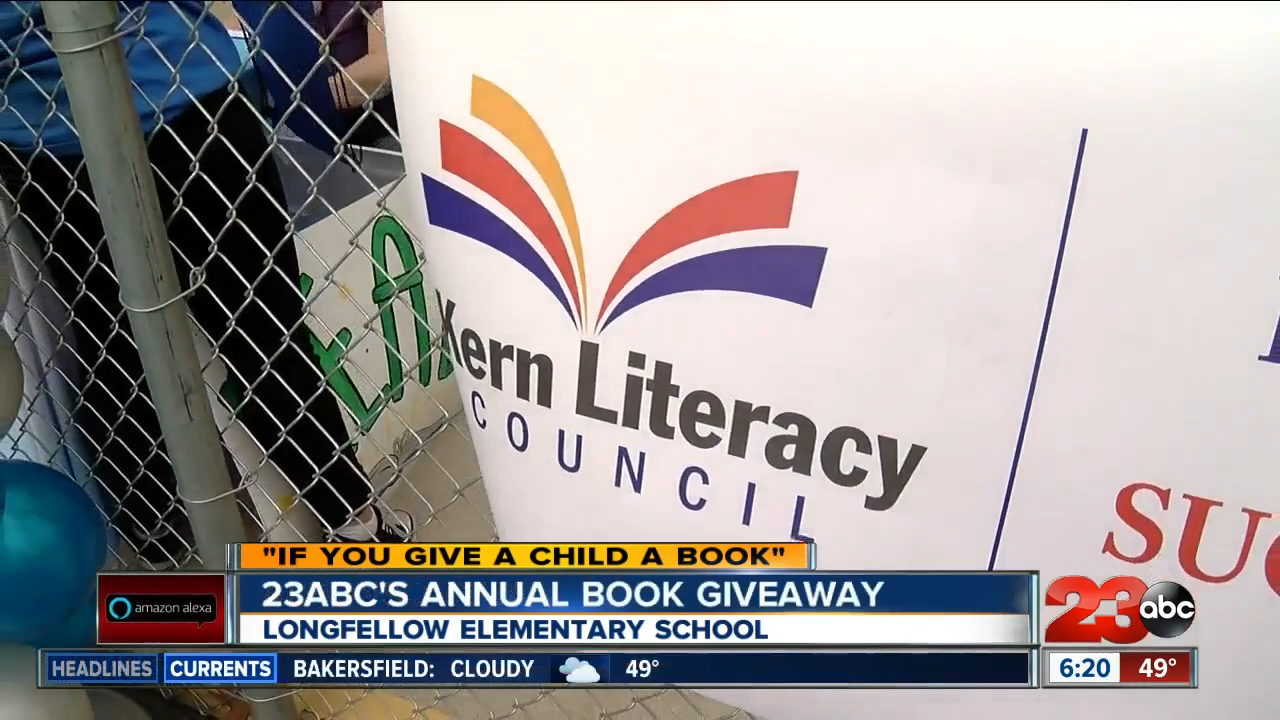 Kern Literacy
COUNCIL
"IF YOU GIVE A CHILD A BOOK"
23ABC'S ANNUAL BOOK GIVEAWAY
LONGFELLOW ELEMENTARY SCHOOL
amazon alexa
23 abc
HEADLINES CURRENTS BAKERSFIELD: CLOUDY 49°
6:20 49°